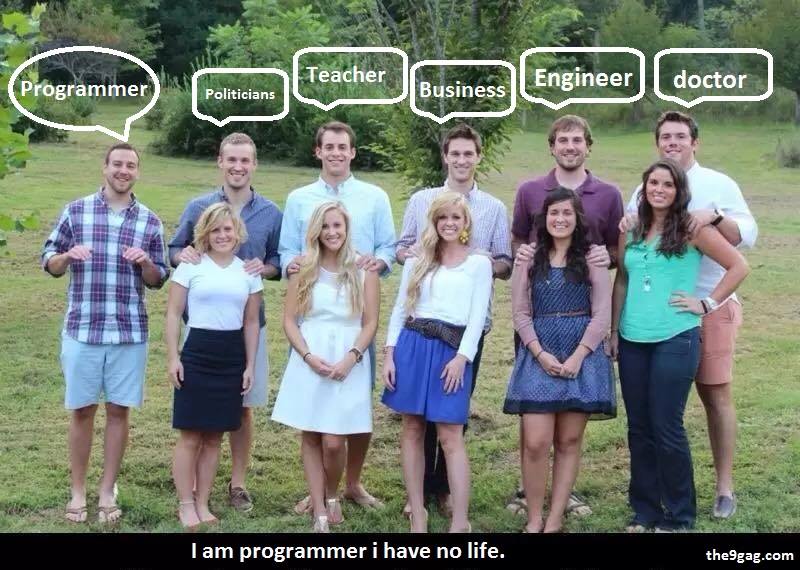 Programmer
Politicians
Teacher
Business
Engineer
doctor
I am programmer i have no life.
the9gag.com